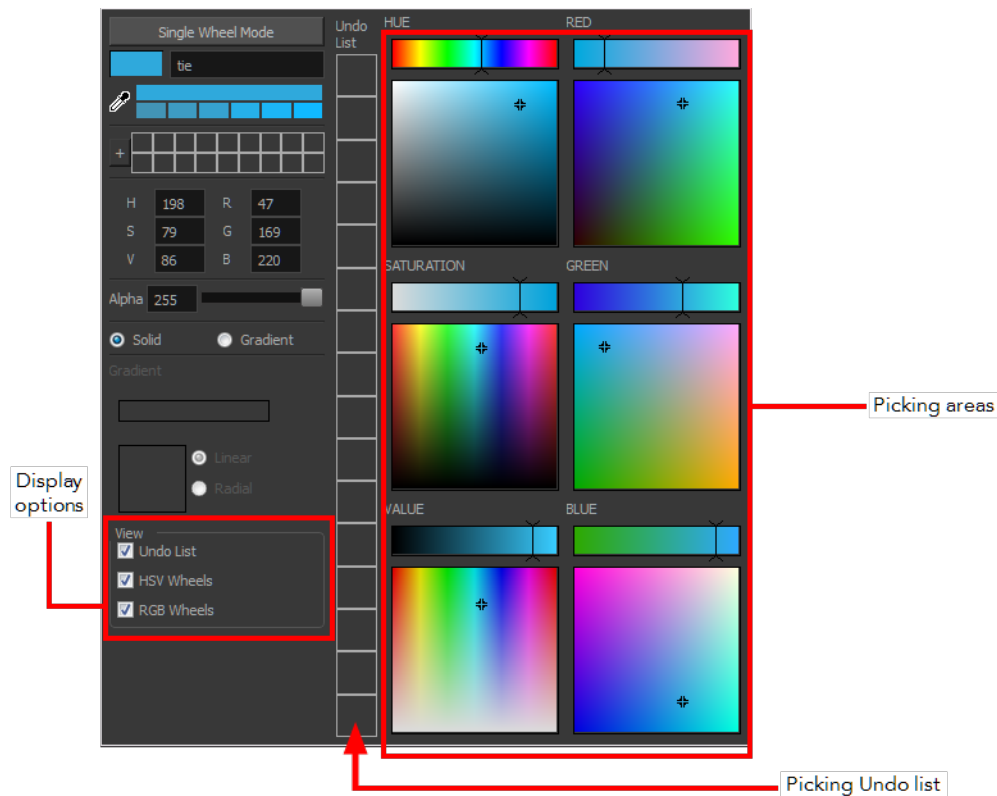 Single Wheel Mode
tie
+
H 198 R 47
S 79 G 169
V 86 B 220
Alpha 255
Solid Gradient
Gradient
Linear
Radial
View
Undo List
HSV Wheels
RGB Wheels
Undo
List
HUE RED
SATURATION GREEN
VALUE BLUE
Display
options
Picking areas
Picking Undo list